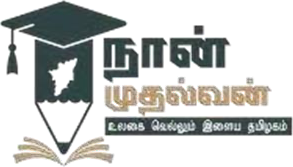 நான்
முதல்வன்
உலகை வெல்லும் இளைய தமிழகம்